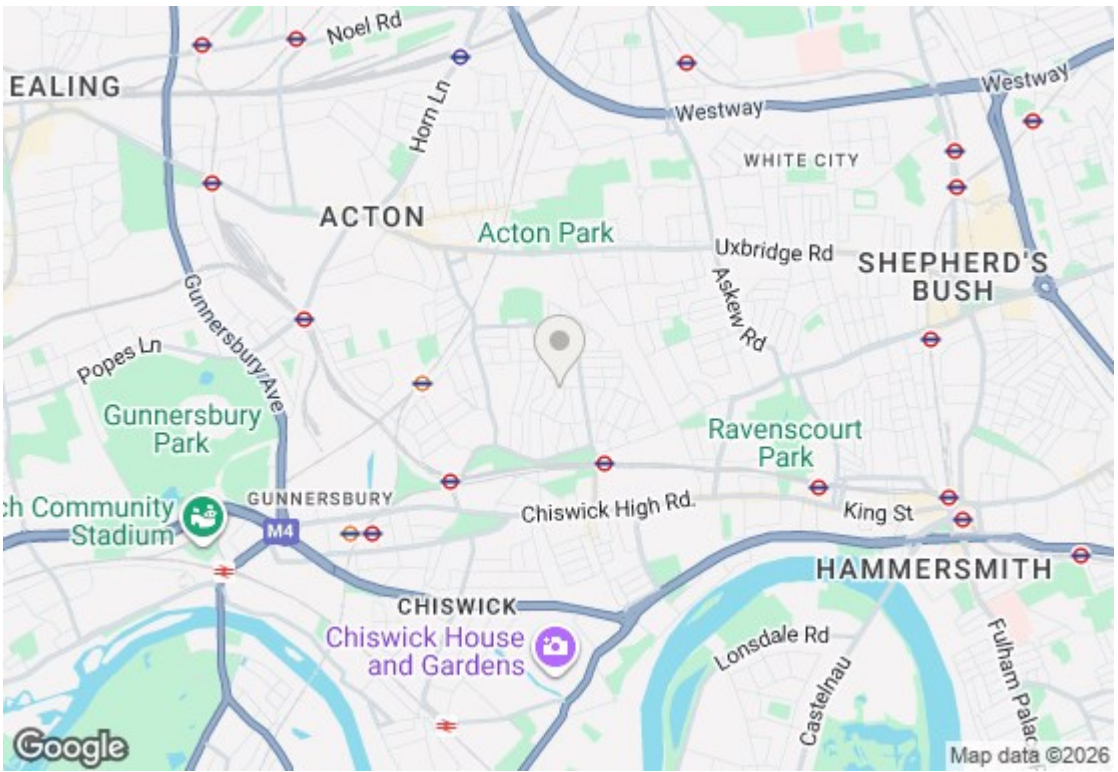 Noel Rd
EALING
Horn Ln
Westway
Westway
WHITE CITY
ACTON
Acton Park
Uxbridge Rd
SHEPHERD'S
BUSH
Gunnersbury Ave
Askew Rd
Popes Ln
Gunnersbury
Park
Ravenscourt
Park
GUNNERSBURY
ch Community
Stadium
M4
Chiswick High Rd.
King St
HAMMERSMITH
CHISWICK
Chiswick House
and Gardens
Lonsdale Rd
Castelnau
Fulham Palac
Google
Map data ©2026